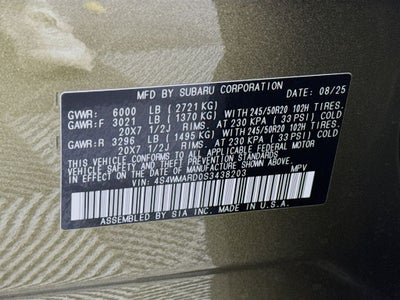 MFD BY SUBARU CORPORATION DATE: 08/25
GVWR: 6000 LB (2721 KG)
GAWR:F 3021 LB (1370 KG) WITH 245/50R20 102H TIRES.
20X7 1/2J RIMS. AT 230 KPA (33 PSI) COLD
GAWR:R 3296 LB (1495 KG) WITH 245/50R20 102H TIRES.
20X7 1/2J RIMS. AT 230 KPA (33 PSI) COLD
THIS VEHICLE CONFORMS TO ALL APPLICABLE FEDERAL MOTOR
VEHICLE SAFETY AND THEFT PREVENTION STANDARDS IN
EFFECT ON THE DATE OF MANUFACTURE SHOWN ABOVE.
VIN: 4S4WMARD0S3438203 MPV
ASSEMBLED BY SIA INC. MADE IN U.S.A.